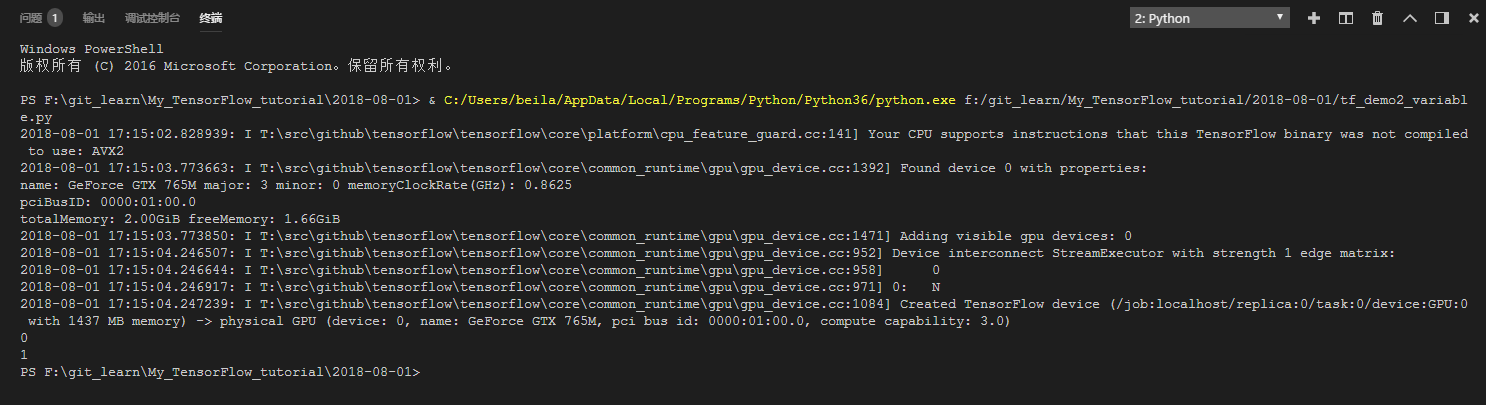 问题 1 输出 调试控制台 终端 2: Python
Windows PowerShell
版权所有 (C) 2016 Microsoft Corporation。保留所有权利。
PS F:\git_learn\My_TensorFlow_tutorial\2018-08-01> & C:/Users/beila/AppData/Local/Programs/Python/Python36/python.exe f:/git_learn/My_TensorFlow_tutorial/2018-08-01/tf_demo2_variabl
e.py
2018-08-01 17:15:02.828939: I T:\src\github\tensorflow\tensorflow\core\platform\cpu_feature_guard.cc:141] Your CPU supports instructions that this TensorFlow binary was not compiled
to use: AVX2
2018-08-01 17:15:03.773663: I T:\src\github\tensorflow\tensorflow\core\common_runtime\gpu\gpu_device.cc:1392] Found device 0 with properties:
name: GeForce GTX 765M major: 3 minor: 0 memoryClockRate(GHz): 0.8625
pciBusID: 0000:01:00.0
totalMemory: 2.00GiB freeMemory: 1.66GiB
2018-08-01 17:15:03.773850: I T:\src\github\tensorflow\tensorflow\core\common_runtime\gpu\gpu_device.cc:1471] Adding visible gpu devices: 0
2018-08-01 17:15:04.246507: I T:\src\github\tensorflow\tensorflow\core\common_runtime\gpu\gpu_device.cc:952] Device interconnect StreamExecutor with strength 1 edge matrix:
2018-08-01 17:15:04.246644: I T:\src\github\tensorflow\tensorflow\core\common_runtime\gpu\gpu_device.cc:958]      0
2018-08-01 17:15:04.246917: I T:\src\github\tensorflow\tensorflow\core\common_runtime\gpu\gpu_device.cc:971] 0:   N
2018-08-01 17:15:04.247239: I T:\src\github\tensorflow\tensorflow\core\common_runtime\gpu\gpu_device.cc:1084] Created TensorFlow device (/job:localhost/replica:0/task:0/device:GPU:0
with 1437 MB memory) -> physical GPU (device: 0, name: GeForce GTX 765M, pci bus id: 0000:01:00.0, compute capability: 3.0)
0
1
PS F:\git_learn\My_TensorFlow_tutorial\2018-08-01>